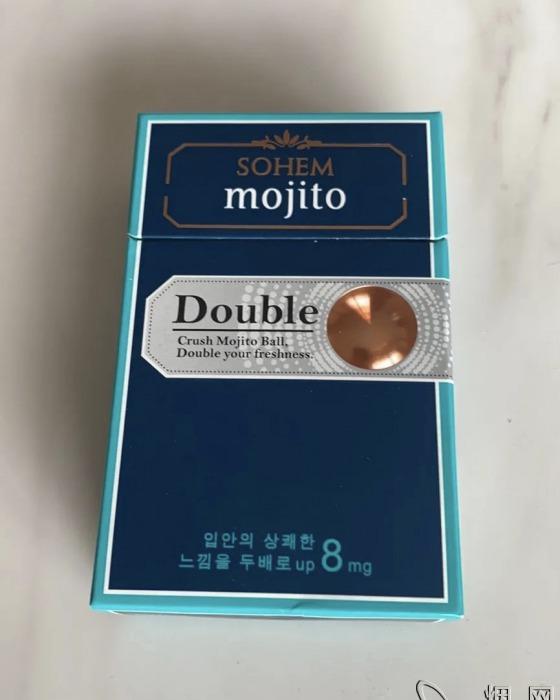 SOHEM
mojito
Double
Crush Mojito Ball,
Double your freshness.
입안의 상쾌한
느낌을 두배로 up 8 mg